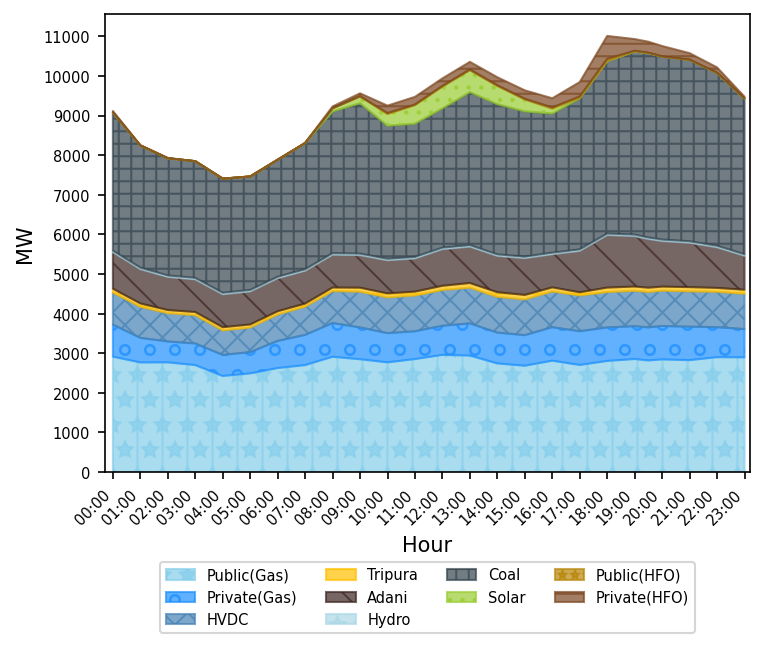 11000
10000
9000
8000
7000
6000
5000
4000
3000
2000
1000
0
MW
00:00 01:00 02:00 03:00 04:00 05:00 06:00 07:00 08:00 09:00 10:00 11:00 12:00 13:00 14:00 15:00 16:00 17:00 18:00 19:00 20:00 21:00 22:00 23:00
Hour
Public(Gas) Tripura Coal Public(HFO)
Private(Gas) Adani Solar Private(HFO)
HVDC Hydro